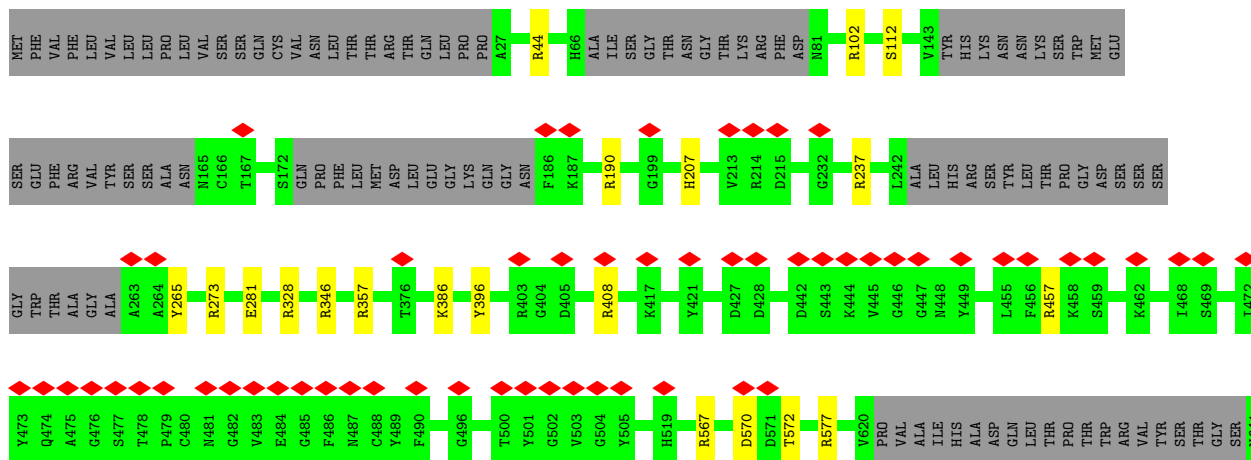 MET PHE VAL PHE LEU VAL LEU LEU PRO LEU VAL SER SER GLN CYS VAL ASN LEU THR THR ARG THR GLN LEU PRO PRO A27 R44 H66 ALA ILE SER GLY THR ASN GLY THR LYS ARG PHE ASP N81 R102 S112 V143 TYR HIS LYS ASN ASN LYS SER TRP MET GLU
SER GLU PHE ARG VAL TYR SER SER ALA ASN N165 C166 T167 S172 GLN PRO PHE LEU MET ASP LEU GLU GLY LYS GLN GLY ASN F186 K187 R190 G199 H207 V213 R214 D215 G232 R237 L242 ALA LEU HIS ARG SER TYR LEU THR PRO GLY ASP SER SER SER
GLY TRP THR ALA GLY ALA A263 A264 Y265 R273 E281 R328 R346 R357 T376 K386 Y396 R403 G404 D405 R408 K417 Y421 D427 D428 D442 S443 K444 V445 G446 G447 N448 Y449 L455 F456 R457 K458 S459 K462 I468 S469 I472
Y473 Q474 A475 G476 S477 T478 P479 C480 N481 G482 V483 E484 G485 F486 N487 C488 Y489 F490 G496 T500 Y501 G502 V503 G504 Y505 H519 R567 D570 D571 T572 R577 V620 PRO VAL ALA ILE HIS ALA ASP GLN LEU THR PRO THR TRP ARG VAL TYR SER THR GLY SER